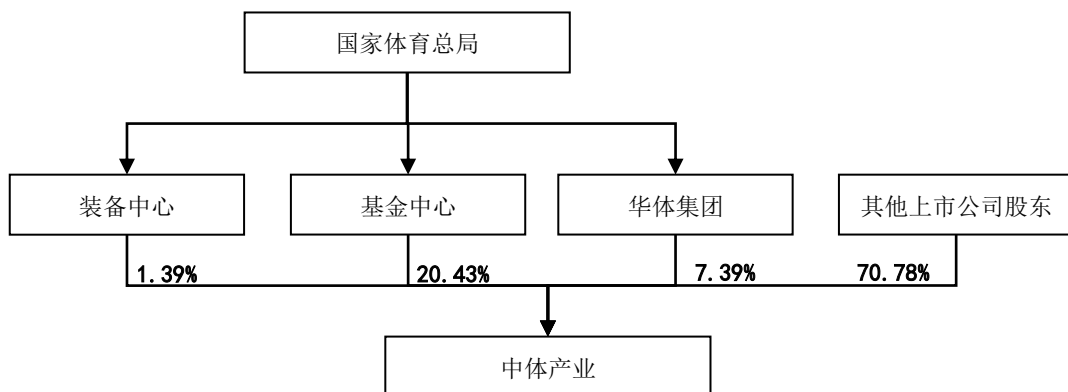 国家体育总局
装备中心
基金中心
华体集团
其他上市公司股东
1.39%
20.43%
7.39%
70.78%
中体产业